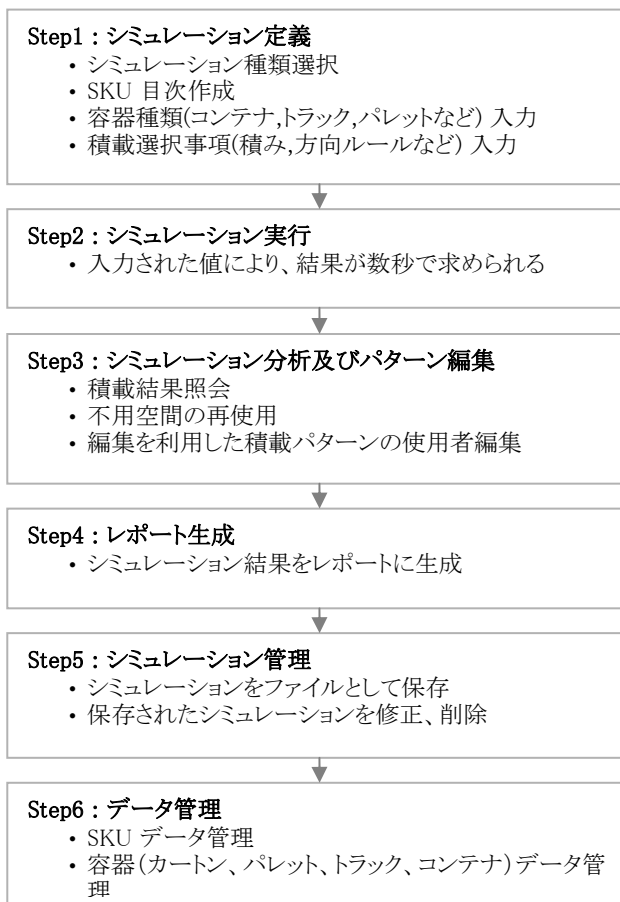 Step1 : シミュレーション定義
・ シミュレーション種類選択
・ SKU 目次作成
・ 容器種類(コンテナ,トラック,パレットなど) 入力
・ 積載選択事項(積み,方向ルールなど) 入力
Step2 : シミュレーション実行
・ 入力された値により、結果が数秒で求められる
Step3 : シミュレーション分析及びパターン編集
・ 積載結果照会
・ 不用空間の再使用
・ 編集を利用した積載パターンの使用者編集
Step4 : レポート生成
・ シミュレーション結果をレポートに生成
Step5 : シミュレーション管理
・ シミュレーションをファイルとして保存
・ 保存されたシミュレーションを修正、削除
Step6 : データ管理
・ SKU データ管理
・ 容器（カートン、パレット、トラック、コンテナ）データ管
理